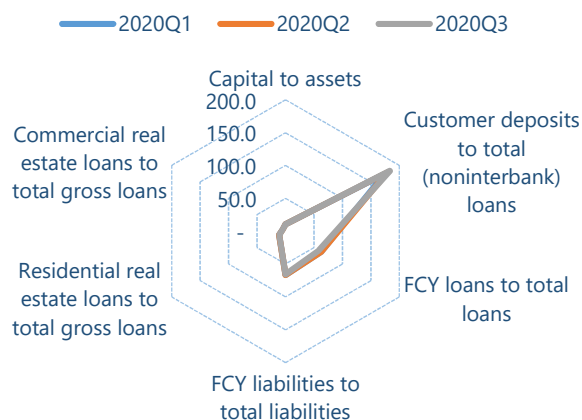 2020Q1 2020Q2 2020Q3
Capital to assets
200.0
150.0
100.0
50.0
-
Customer deposits
to total
(noninterbank)
loans
FCY loans to total
loans
FCY liabilities to
total liabilities
Residential real
estate loans to
total gross loans
Commercial real
estate loans to
total gross loans